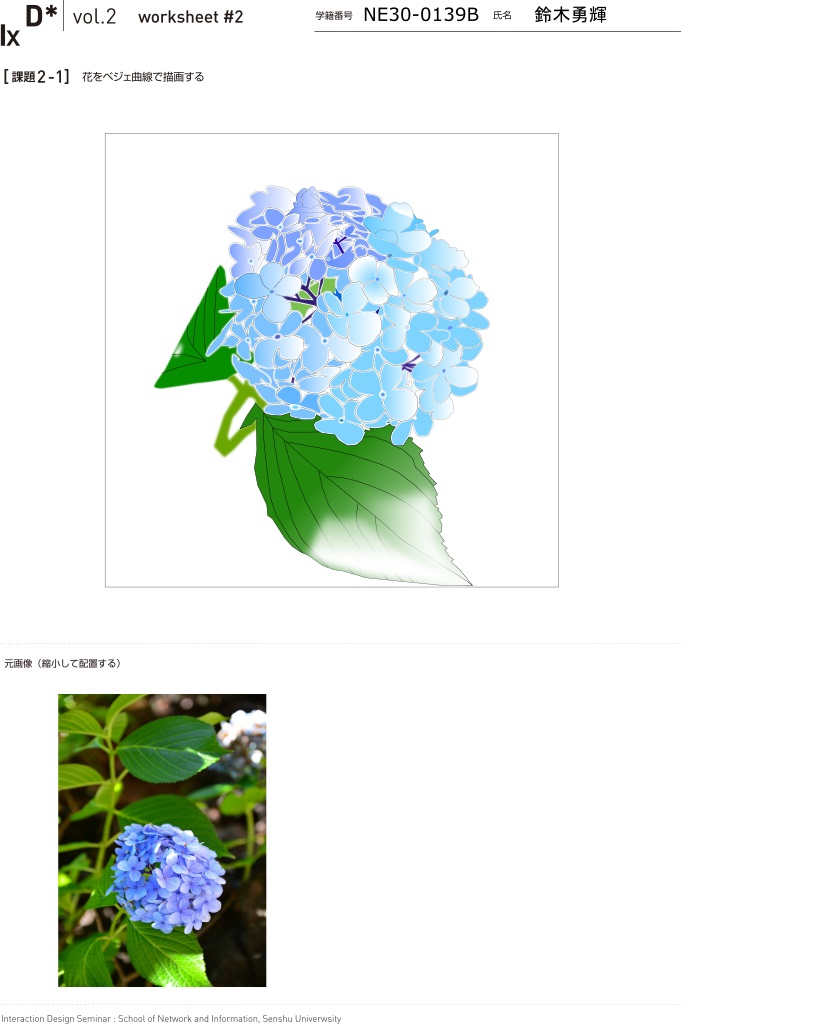 IxD* vol.2 worksheet #2 学籍番号 NE30-0139B 氏名 鈴木勇輝
[課題2-1] 花をベジェ曲線で描画する
元画像（縮小して配置する）
Interaction Design Seminar : School of Network and Information, Senshu Univerwsity